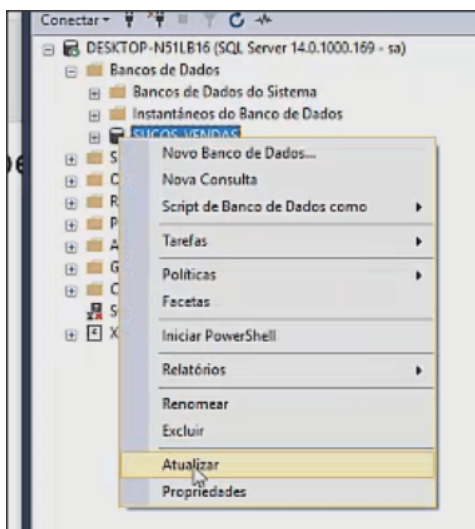 Conectar
DESKTOP-N51LB16 (SQL Server 14.0.1000.169 - sa)
Bancos de Dados
Bancos de Dados do Sistema
Instantâneos do Banco de Dados
SUCOS_VENDAS
Novo Banco de Dados...
S
Nova Consulta
R
Script de Banco de Dados como
P
A
Tarefas
G
Políticas
C
Facetas
S
X
Iniciar PowerShell
Relatórios
Renomear
Excluir
Atualizar
Propriedades